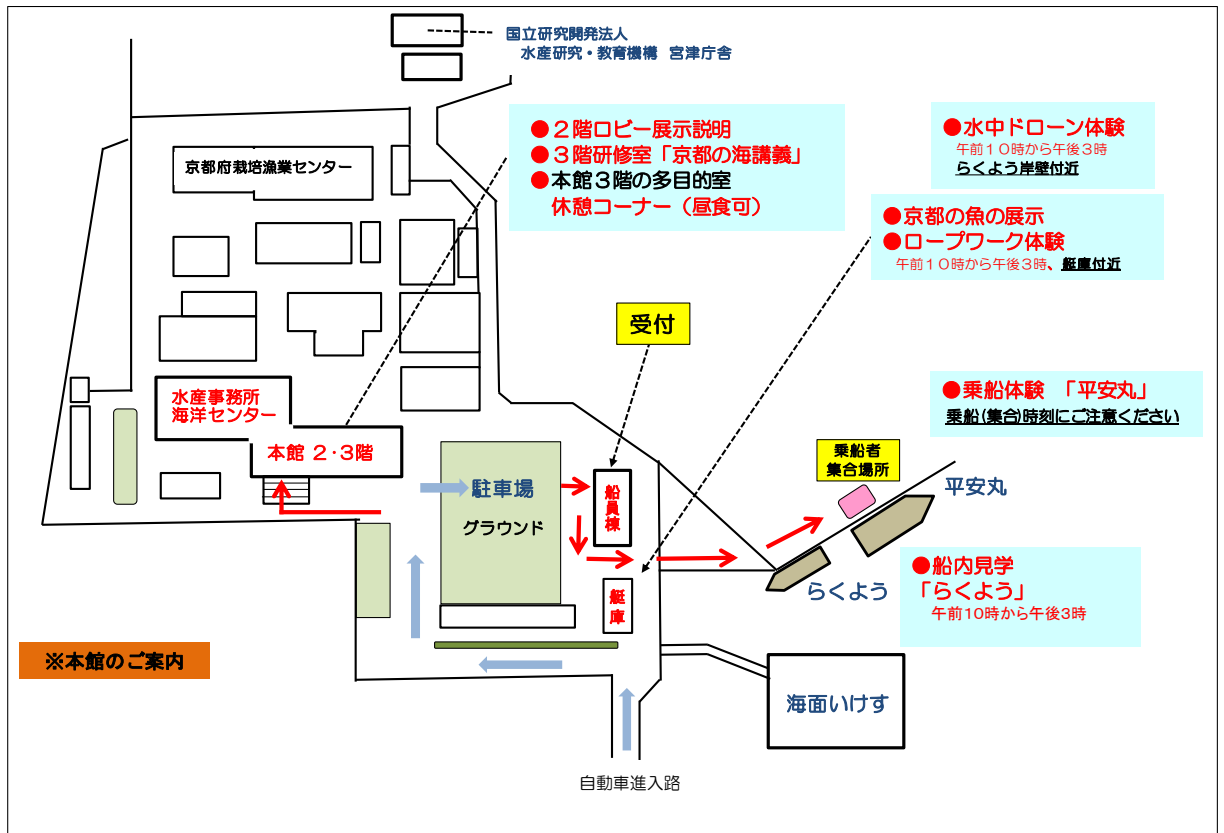 国立研究開発法人
水産研究・教育機構 宮津庁舎
●２階ロビー展示説明
●３階研修室「京都の海講義」
●本館３階の多目的室
休憩コーナー（昼食可）
●水中ドローン体験
午前１０時から午後３時
らくよう岸壁付近
京都府栽培漁業センター
●京都の魚の展示
●ロープワーク体験
午前１０時から午後３時、艇庫付近
受付
水産事務所
海洋センター
●乗船体験 「平安丸」
乗船(集合)時刻にご注意ください
本館 ２・３階
乗船者
集合場所
駐車場
グラウンド
船員棟
平安丸
●船内見学
「らくよう」
午前10時から午後3時
らくよう
艇庫
※本館のご案内
海面いけす
自動車進入路